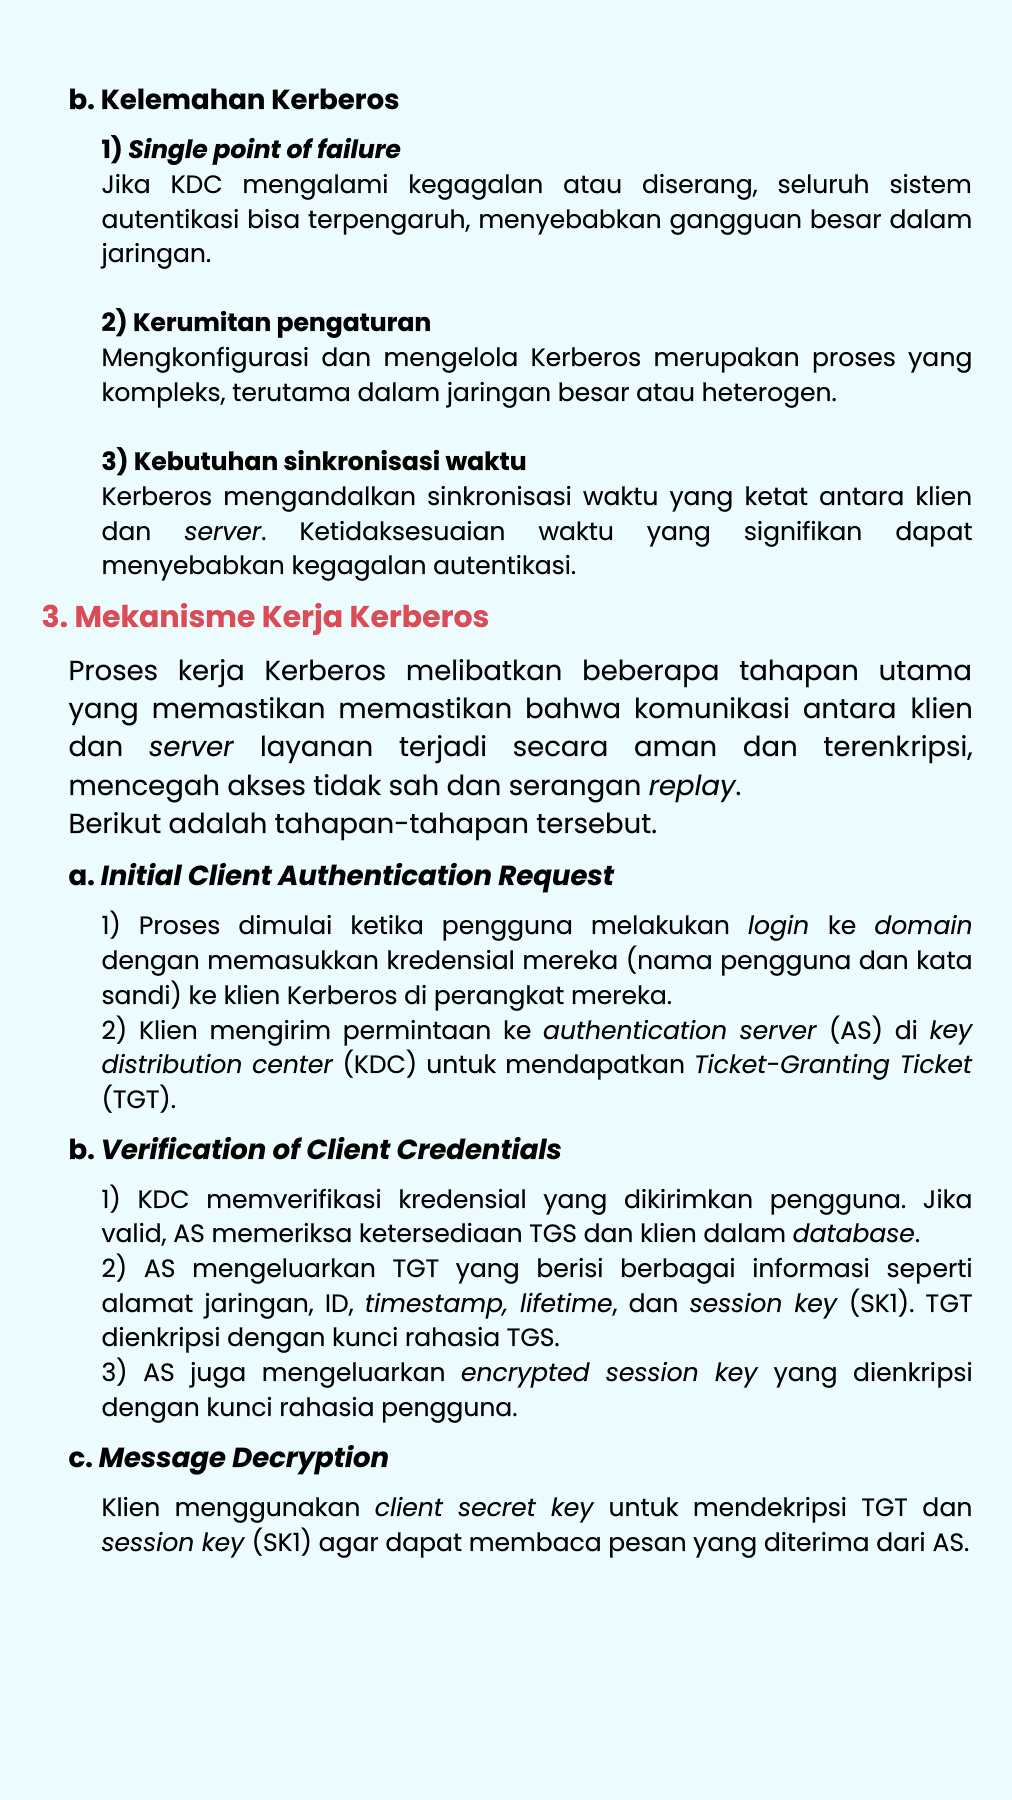 b. Kelemahan Kerberos
1) Single point of failure
Jika KDC mengalami kegagalan atau diserang, seluruh sistem
autentikasi bisa terpengaruh, menyebabkan gangguan besar dalam
jaringan.
2) Kerumitan pengaturan
Mengkonfigurasi dan mengelola Kerberos merupakan proses yang
kompleks, terutama dalam jaringan besar atau heterogen.
3) Kebutuhan sinkronisasi waktu
Kerberos mengandalkan sinkronisasi waktu yang ketat antara klien
dan server. Ketidaksesuaian waktu yang signifikan dapat
menyebabkan kegagalan autentikasi.
3. Mekanisme Kerja Kerberos
Proses kerja Kerberos melibatkan beberapa tahapan utama
yang memastikan memastikan bahwa komunikasi antara klien
dan server layanan terjadi secara aman dan terenkripsi,
mencegah akses tidak sah dan serangan replay.
Berikut adalah tahapan-tahapan tersebut.
a. Initial Client Authentication Request
1) Proses dimulai ketika pengguna melakukan login ke domain
dengan memasukkan kredensial mereka (nama pengguna dan kata
sandi) ke klien Kerberos di perangkat mereka.
2) Klien mengirim permintaan ke authentication server (AS) di key
distribution center (KDC) untuk mendapatkan Ticket-Granting Ticket
(TGT).
b. Verification of Client Credentials
1) KDC memverifikasi kredensial yang dikirimkan pengguna. Jika
valid, AS memeriksa ketersediaan TGS dan klien dalam database.
2) AS mengeluarkan TGT yang berisi berbagai informasi seperti
alamat jaringan, ID, timestamp, lifetime, dan session key (SK1). TGT
dienkripsi dengan kunci rahasia TGS.
3) AS juga mengeluarkan encrypted session key yang dienkripsi
dengan kunci rahasia pengguna.
c. Message Decryption
Klien menggunakan client secret key untuk mendekripsi TGT dan
session key (SK1) agar dapat membaca pesan yang diterima dari AS.